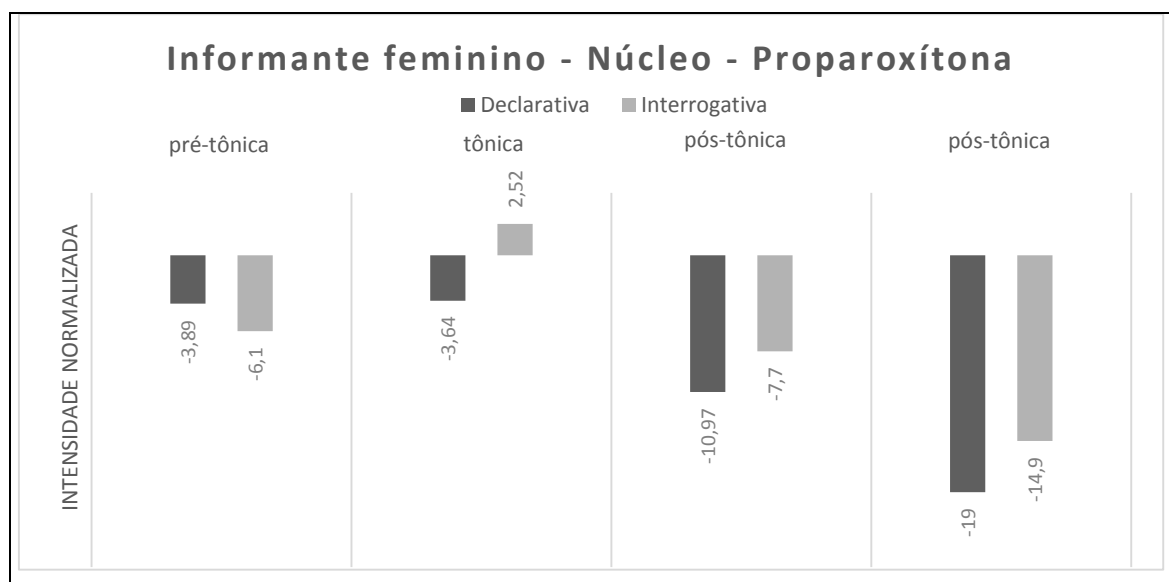 Informante feminino - Núcleo - Proparoxítona
Declarativa Interrogativa
pré-tônica tônica pós-tônica pós-tônica
INTENSIDADE NORMALIZADA
-3,89 -6,1 -3,64 2,52 -10,97 -7,7 -19 -14,9